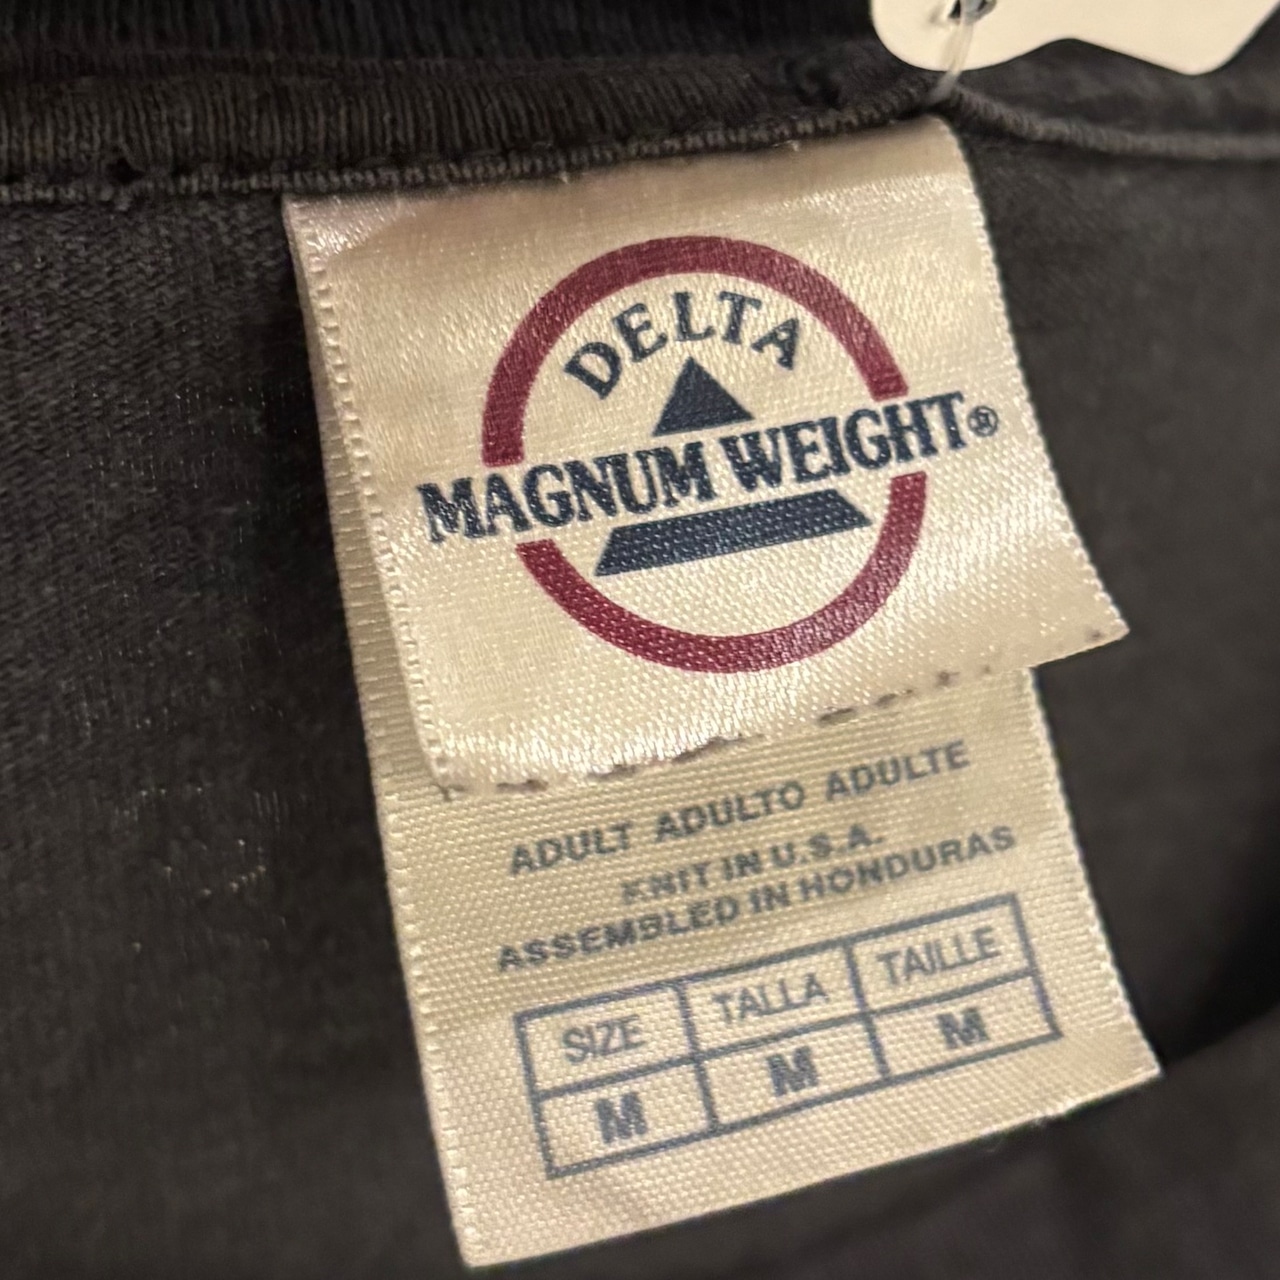 DELTA
MAGNUM WEIGHT®
ADULT ADULTO ADULTE
KNIT IN U.S.A.
ASSEMBLED IN HONDURAS
SIZE TALLA TAILLE
M M M